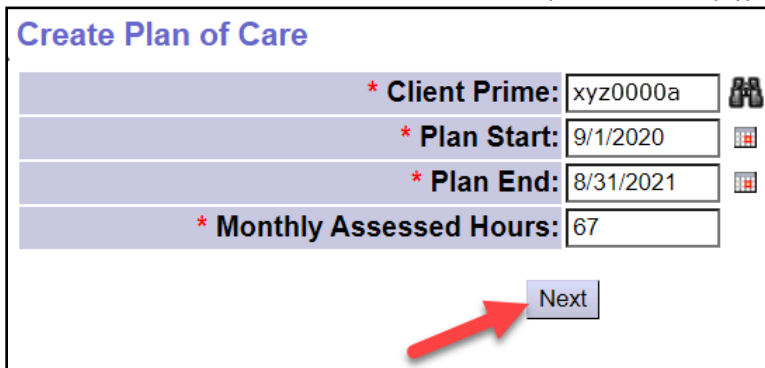 Create Plan of Care
* Client Prime: xyz0000a
* Plan Start: 9/1/2020
* Plan End: 8/31/2021
* Monthly Assessed Hours: 67
Next